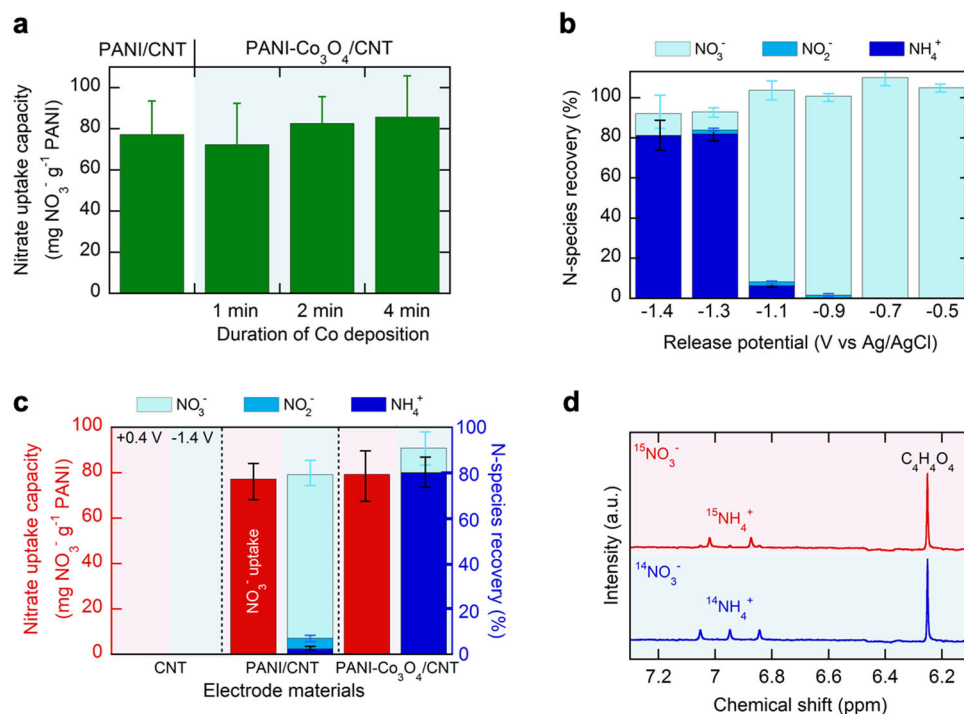 a
PANI/CNT
PANI-Co₃O₄/CNT
Nitrate uptake capacity
(mg NO₃⁻ g⁻¹ PANI)
100
80
60
40
20
0
1 min
2 min
4 min
Duration of Co deposition
b
NO₃⁻
NO₂⁻
NH₄⁺
N-species recovery (%)
100
80
60
40
20
0
-1.4
-1.3
-1.1
-0.9
-0.7
-0.5
Release potential (V vs Ag/AgCl)
c
NO₃⁻
NO₂⁻
NH₄⁺
Nitrate uptake capacity
(mg NO₃⁻ g⁻¹ PANI)
100
80
60
40
20
0
+0.4 V
-1.4 V
NO₃⁻ uptake
100
80
60
40
20
0
N-species recovery
(%)
CNT
PANI/CNT
PANI-Co₃O₄/CNT
Electrode materials
d
Intensity (a.u.)
¹⁵NO₃⁻
¹⁵NH₄⁺
C₄H₄O₄
¹⁴NO₃⁻
¹⁴NH₄⁺
7.2
7
6.8
6.6
6.4
6.2
Chemical shift (ppm)